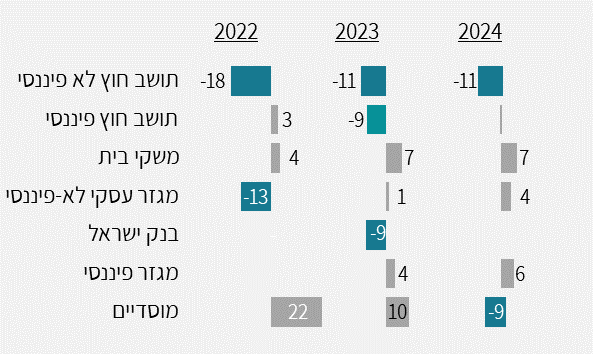 2022 2023 2024
תושב חוץ לא פיננסי -18 -11 -11
תושב חוץ פיננסי 3 -9
משקי בית 4 7 7
מגזר עסקי לא-פיננסי -13 1 4
בנק ישראל -9
מגזר פיננסי 4 6
מוסדיים 22 10 -9